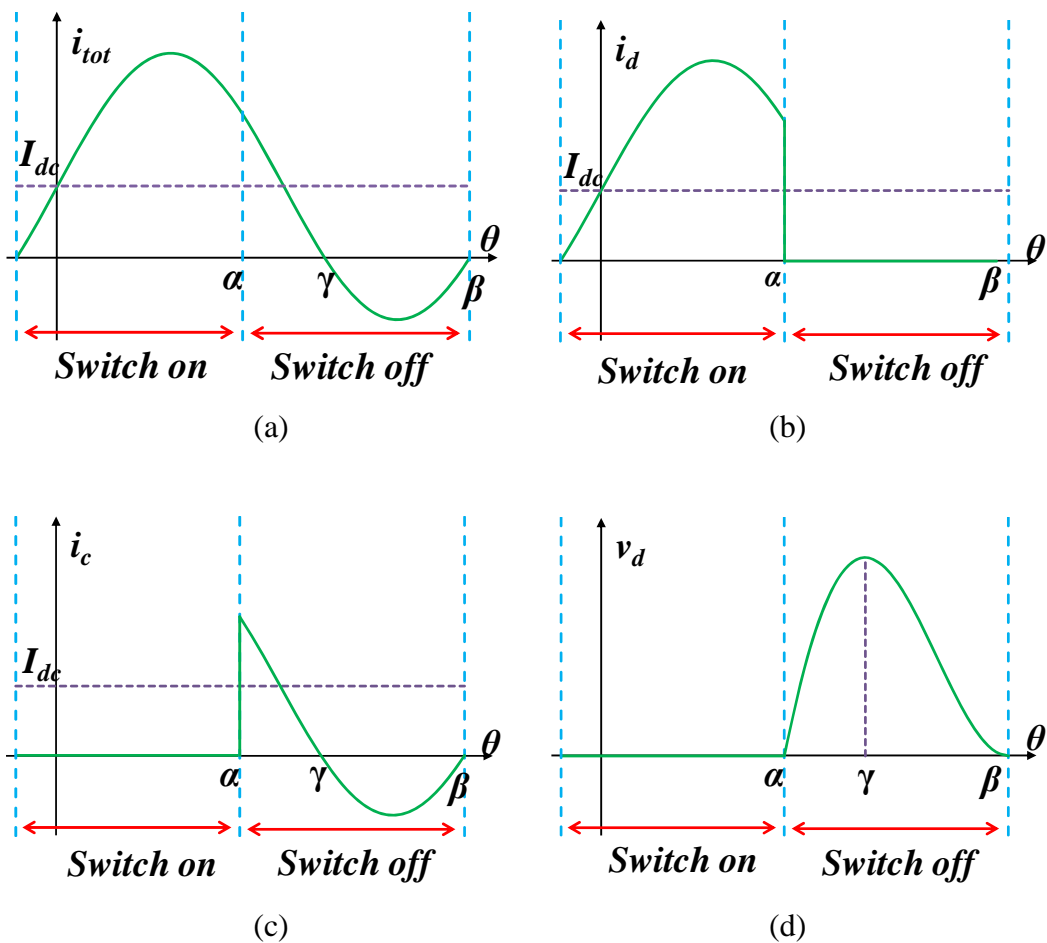 i_tot
I_dc
θ
α
γ
β
Switch on
Switch off
(a)
i_d
I_dc
θ
α
β
Switch on
Switch off
(b)
i_c
I_dc
θ
α
γ
β
Switch on
Switch off
(c)
v_d
θ
α
γ
β
Switch on
Switch off
(d)